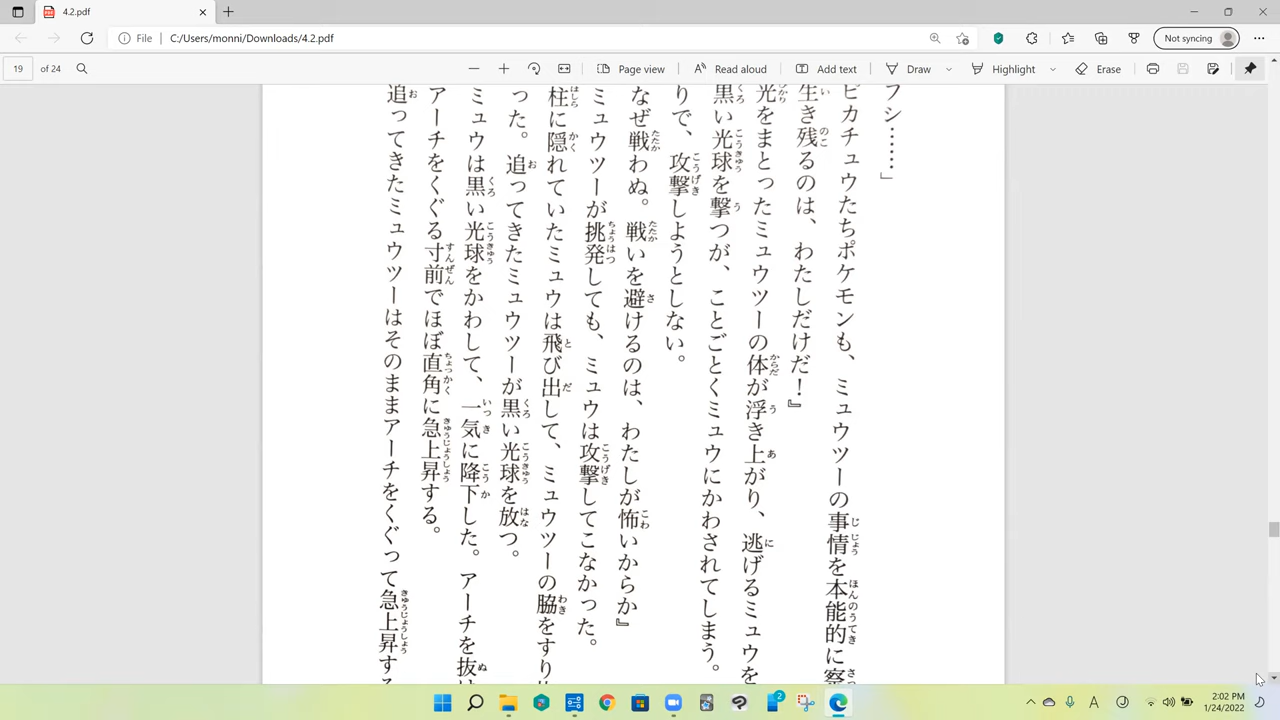 4.2.pdf
File
C:/Users/monni/Downloads/4.2.pdf
Not syncing
19 of 24
Page view
Read aloud
Add text
Draw
Highlight
Erase
フシ……」
ピカチュウたちポケモンも、ミュウツーの事情を本能的に察
生き残るのは、わたしだけだ！』
光をまとったミュウツーの体が浮き上がり、逃げるミュウを
黒い光球を撃つが、ことごとくミュウにかわされてしまう。
りで、攻撃しようとしない。
なぜ戦わぬ。戦いを避けるのは、わたしが怖いからか』
ミュウツーが挑発しても、ミュウは攻撃してこなかった。
柱に隠れていたミュウは飛び出して、ミュウツーの脇をすり
った。追ってきたミュウツーが黒い光球を放つ。
ミュウは黒い光球をかわして、一気に降下した。アーチを抜
アーチをくぐる寸前でほぼ直角に急上昇する。
追ってきたミュウツーはそのままアーチをくぐって急上昇す
2
2:02 PM
1/24/2022